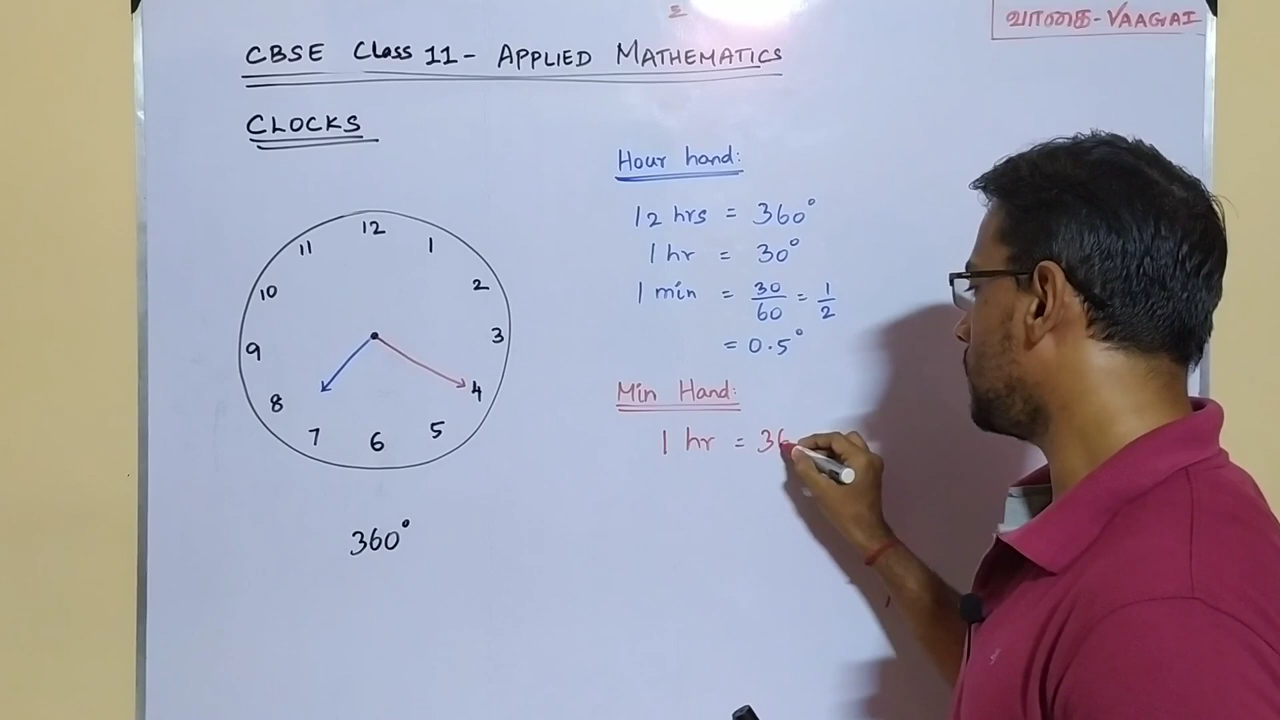 வாகை - VAAGAI
CBSE Class 11 - APPLIED MATHEMATICS
CLOCKS
12
1
2
3
4
5
6
7
8
9
10
11
360°
Hour hand:
12 hrs = 360°
1 hr = 30°
1 min = 30/60 = 1/2
= 0.5°
Min Hand:
1 hr = 36